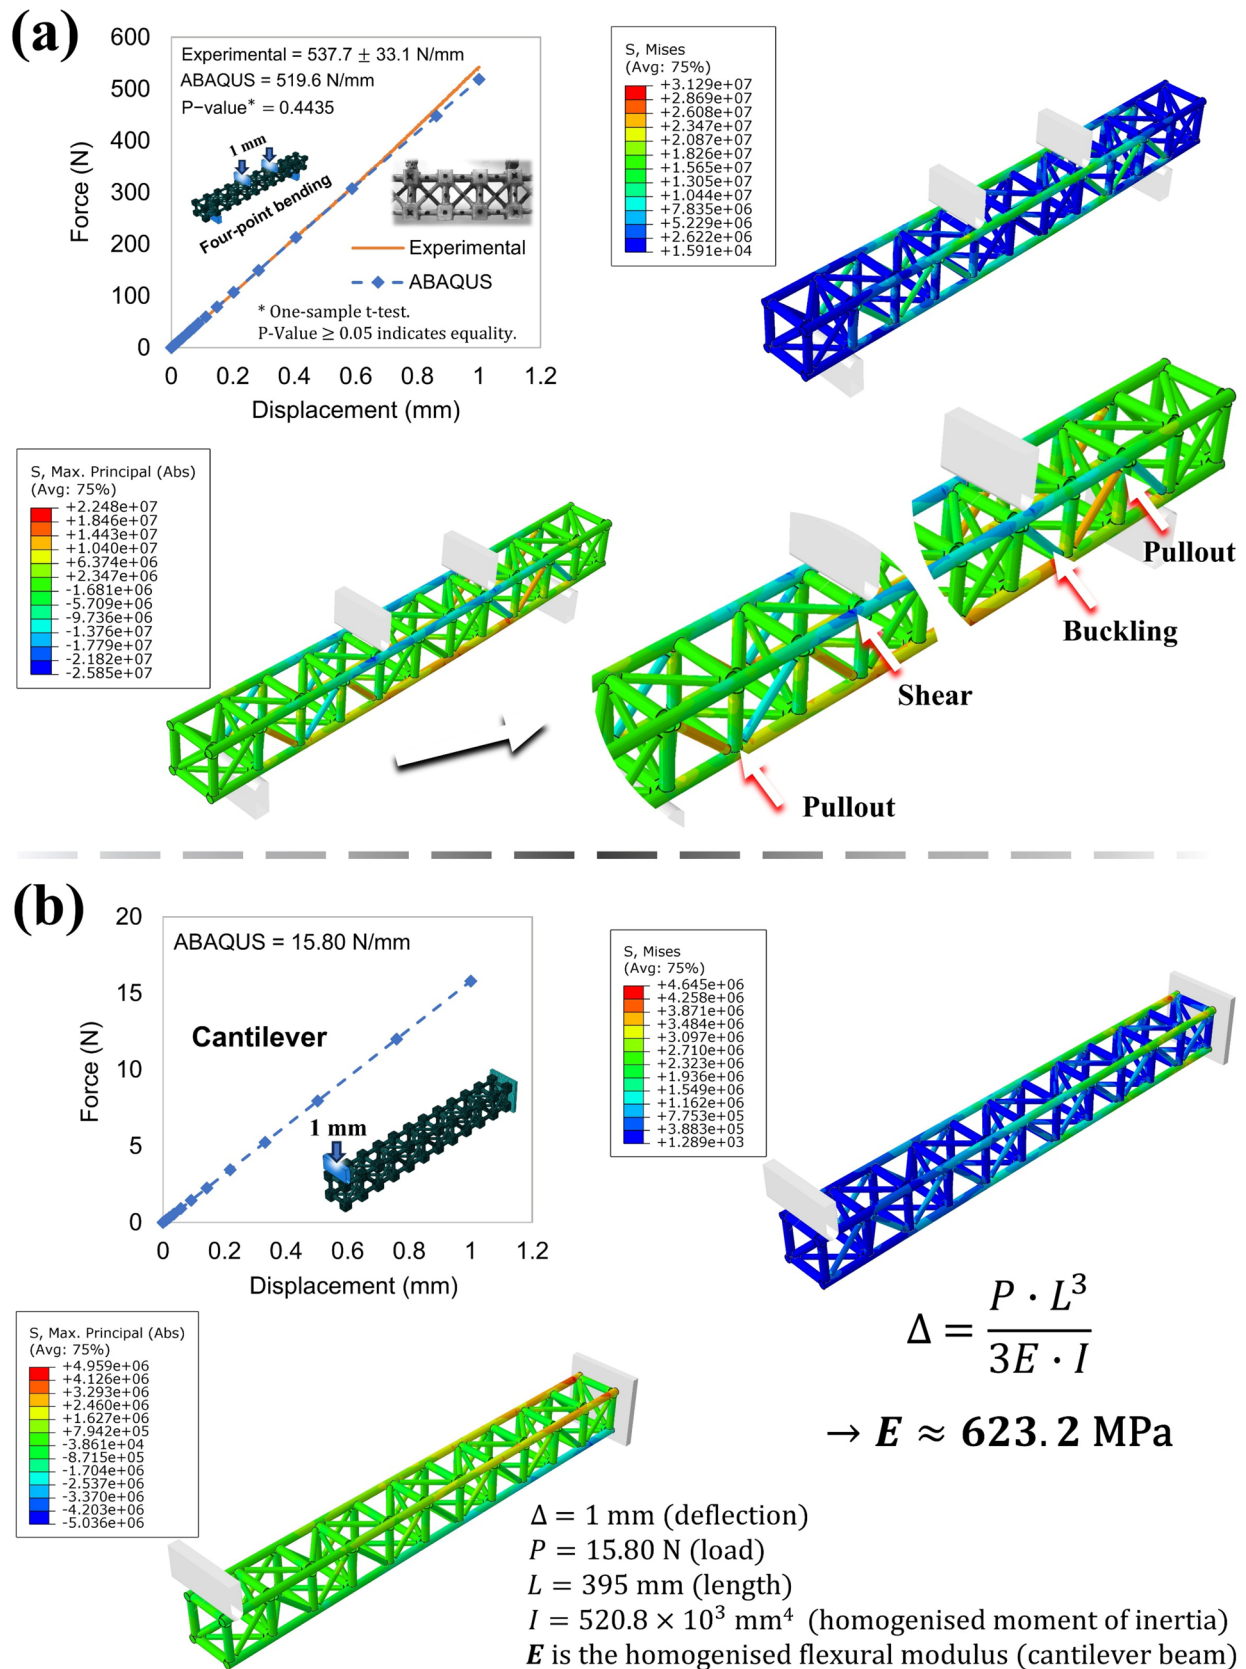 (a)
600
500
400
300
200
100
0
Force (N)
Experimental = 537.7 ± 33.1 N/mm
ABAQUS = 519.6 N/mm
P−value* = 0.4435
1 mm
Four-point bending
Experimental
ABAQUS
* One-sample t-test.
P-Value ≥ 0.05 indicates equality.
0 0.2 0.4 0.6 0.8 1 1.2
Displacement (mm)
S, Mises
(Avg: 75%)
+3.129e+07
+2.869e+07
+2.608e+07
+2.347e+07
+2.087e+07
+1.826e+07
+1.565e+07
+1.305e+07
+1.044e+07
+7.835e+06
+5.229e+06
+2.622e+06
+1.591e+04
S, Max. Principal (Abs)
(Avg: 75%)
+2.248e+07
+1.846e+07
+1.443e+07
+1.040e+07
+6.374e+06
+2.347e+06
-1.681e+06
-5.709e+06
-9.736e+06
-1.376e+07
-1.779e+07
-2.182e+07
-2.585e+07
Pullout
Buckling
Shear
Pullout
(b)
20
15
10
5
0
Force (N)
ABAQUS = 15.80 N/mm
Cantilever
1 mm
0 0.2 0.4 0.6 0.8 1 1.2
Displacement (mm)
S, Mises
(Avg: 75%)
+4.645e+06
+4.258e+06
+3.871e+06
+3.484e+06
+3.097e+06
+2.710e+06
+2.323e+06
+1.936e+06
+1.549e+06
+1.162e+06
+7.753e+05
+3.883e+05
+1.289e+03
Δ = P · L³ / 3E · I
→ E ≈ 623.2 MPa
S, Max. Principal (Abs)
(Avg: 75%)
+4.959e+06
+4.126e+06
+3.293e+06
+2.460e+06
+1.627e+06
+7.942e+05
-3.861e+04
-8.715e+05
-1.704e+06
-2.537e+06
-3.370e+06
-4.203e+06
-5.036e+06
Δ = 1 mm (deflection)
P = 15.80 N (load)
L = 395 mm (length)
I = 520.8 × 10³ mm⁴ (homogenised moment of inertia)
E is the homogenised flexural modulus (cantilever beam)